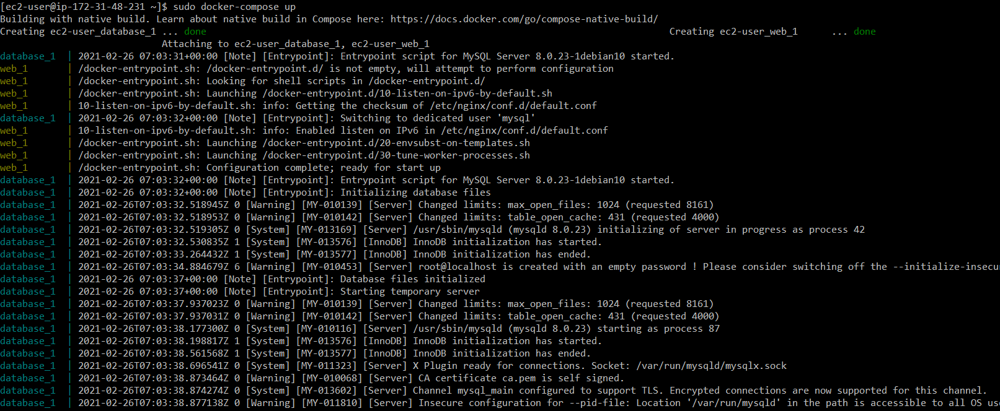 [ec2-user@ip-172-31-48-231 ~]$ sudo docker-compose up
Building with native build. Learn about native build in Compose here: https://docs.docker.com/go/compose-native-build/
Creating ec2-user_database_1 ... done Creating ec2-user_web_1 ... done
Attaching to ec2-user_database_1, ec2-user_web_1
database_1 | 2021-02-26 07:03:31+00:00 [Note] [Entrypoint]: Entrypoint script for MySQL Server 8.0.23-1debian10 started.
web_1 | /docker-entrypoint.sh: /docker-entrypoint.d/ is not empty, will attempt to perform configuration
web_1 | /docker-entrypoint.sh: Looking for shell scripts in /docker-entrypoint.d/
web_1 | /docker-entrypoint.sh: Launching /docker-entrypoint.d/10-listen-on-ipv6-by-default.sh
web_1 | 10-listen-on-ipv6-by-default.sh: info: Getting the checksum of /etc/nginx/conf.d/default.conf
database_1 | 2021-02-26 07:03:32+00:00 [Note] [Entrypoint]: Switching to dedicated user 'mysql'
web_1 | 10-listen-on-ipv6-by-default.sh: info: Enabled listen on IPv6 in /etc/nginx/conf.d/default.conf
web_1 | /docker-entrypoint.sh: Launching /docker-entrypoint.d/20-envsubst-on-templates.sh
web_1 | /docker-entrypoint.sh: Launching /docker-entrypoint.d/30-tune-worker-processes.sh
web_1 | /docker-entrypoint.sh: Configuration complete; ready for start up
database_1 | 2021-02-26 07:03:32+00:00 [Note] [Entrypoint]: Entrypoint script for MySQL Server 8.0.23-1debian10 started.
database_1 | 2021-02-26 07:03:32+00:00 [Note] [Entrypoint]: Initializing database files
database_1 | 2021-02-26T07:03:32.518945Z 0 [Warning] [MY-010139] [Server] Changed limits: max_open_files: 1024 (requested 8161)
database_1 | 2021-02-26T07:03:32.518953Z 0 [Warning] [MY-010142] [Server] Changed limits: table_open_cache: 431 (requested 4000)
database_1 | 2021-02-26T07:03:32.519305Z 0 [System] [MY-013169] [Server] /usr/sbin/mysqld (mysqld 8.0.23) initializing of server in progress as process 42
database_1 | 2021-02-26T07:03:32.530835Z 1 [System] [MY-013576] [InnoDB] InnoDB initialization has started.
database_1 | 2021-02-26T07:03:33.264432Z 1 [System] [MY-013577] [InnoDB] InnoDB initialization has ended.
database_1 | 2021-02-26T07:03:34.884679Z 6 [Warning] [MY-010453] [Server] root@localhost is created with an empty password ! Please consider switching off the --initialize-insecu
database_1 | 2021-02-26 07:03:37+00:00 [Note] [Entrypoint]: Database files initialized
database_1 | 2021-02-26 07:03:37+00:00 [Note] [Entrypoint]: Starting temporary server
database_1 | 2021-02-26T07:03:37.937023Z 0 [Warning] [MY-010139] [Server] Changed limits: max_open_files: 1024 (requested 8161)
database_1 | 2021-02-26T07:03:37.937031Z 0 [Warning] [MY-010142] [Server] Changed limits: table_open_cache: 431 (requested 4000)
database_1 | 2021-02-26T07:03:38.177300Z 0 [System] [MY-010116] [Server] /usr/sbin/mysqld (mysqld 8.0.23) starting as process 87
database_1 | 2021-02-26T07:03:38.198817Z 1 [System] [MY-013576] [InnoDB] InnoDB initialization has started.
database_1 | 2021-02-26T07:03:38.561568Z 1 [System] [MY-013577] [InnoDB] InnoDB initialization has ended.
database_1 | 2021-02-26T07:03:38.696541Z 0 [System] [MY-011323] [Server] X Plugin ready for connections. Socket: /var/run/mysqld/mysqlx.sock
database_1 | 2021-02-26T07:03:38.873464Z 0 [Warning] [MY-010068] [Server] CA certificate ca.pem is self signed.
database_1 | 2021-02-26T07:03:38.874274Z 0 [System] [MY-013602] [Server] Channel mysql_main configured to support TLS. Encrypted connections are now supported for this channel.
database_1 | 2021-02-26T07:03:38.877138Z 0 [Warning] [MY-011810] [Server] Insecure configuration for --pid-file: Location '/var/run/mysqld' in the path is accessible to all OS us